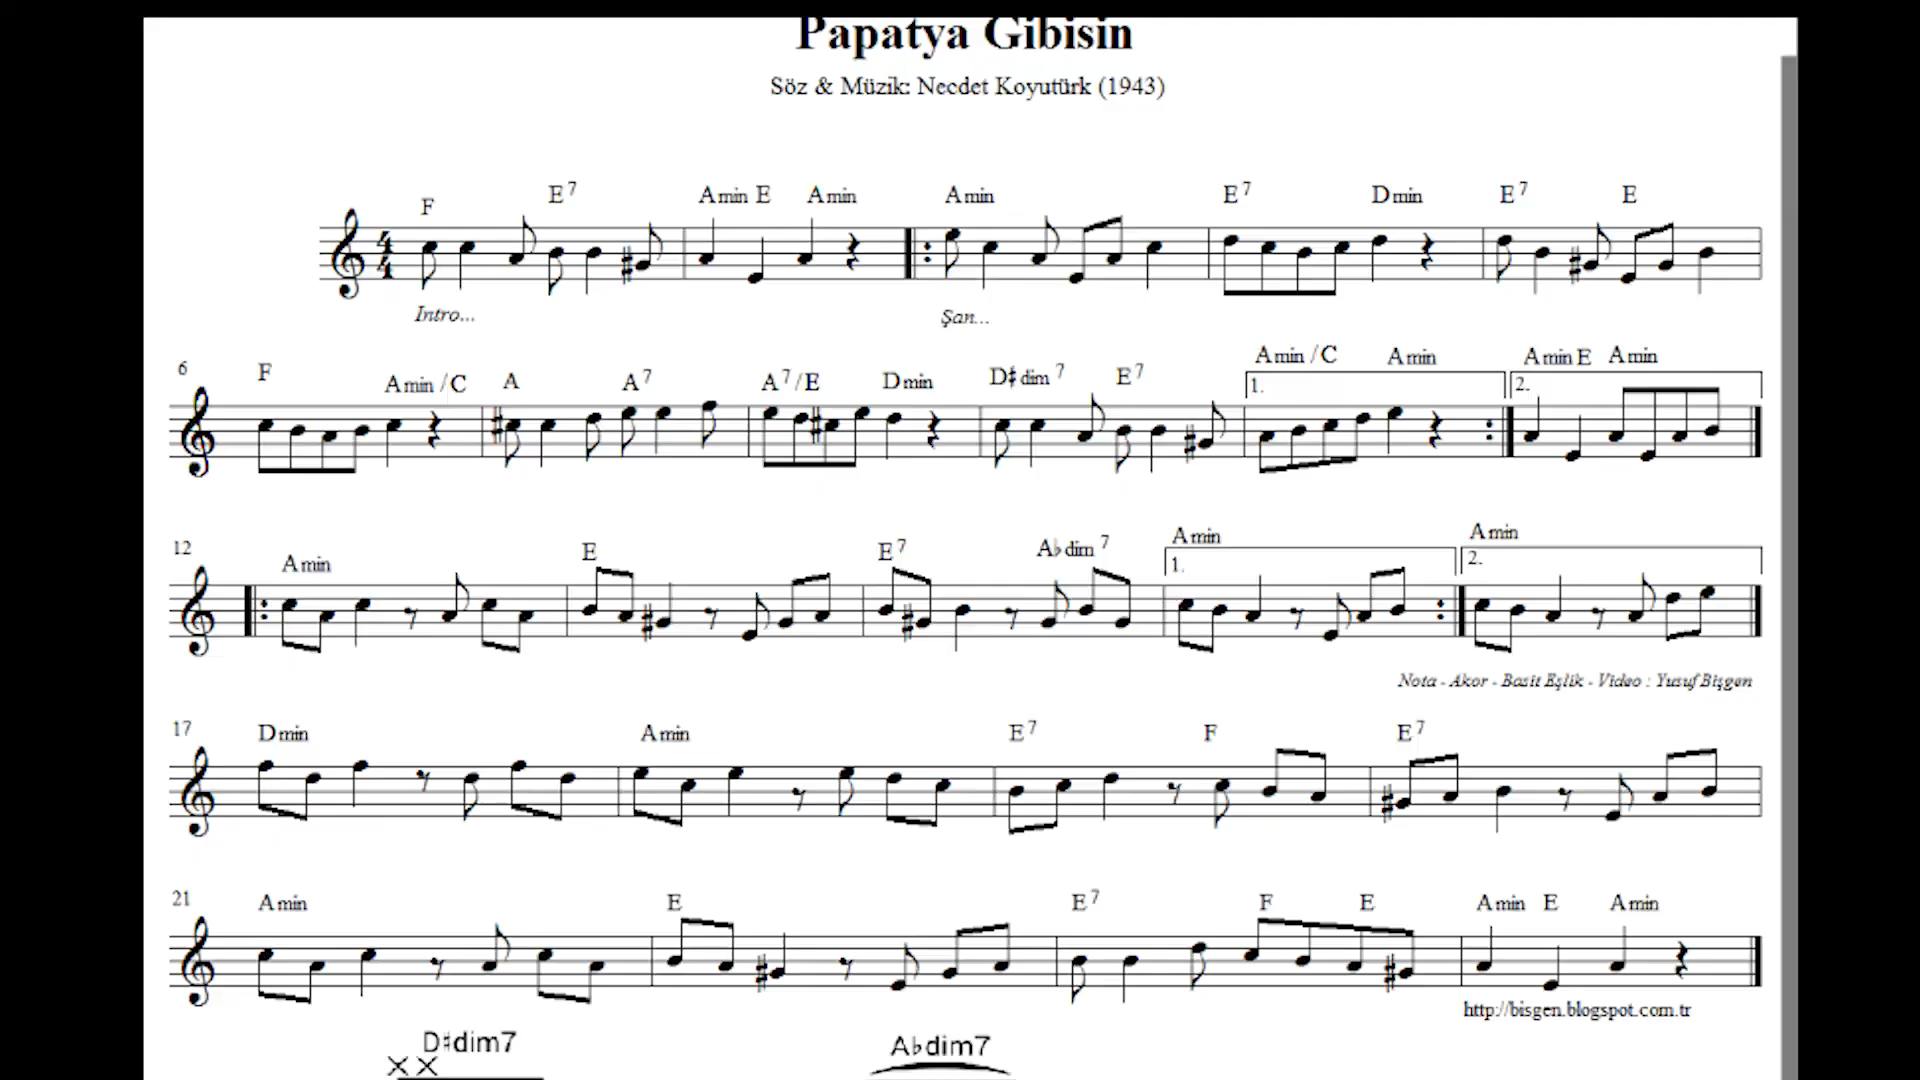 Papatya Gibisin
Söz & Müzik: Necdet Koyutürk (1943)
F E7 Amin E Amin Amin E7 Dmin E7 E
4
4
Intro... Şan...
6 F Amin /C A A7 A7/E Dmin D♯dim7 E7 1. Amin /C Amin 2. Amin E Amin
12 Amin E E7 A♭dim7 1. Amin 2. Amin
Nota - Akor - Basit Eşlik - Video : Yusuf Bişgen
17 Dmin Amin E7 F E7
21 Amin E E7 F E Amin E Amin
http://bisgen.blogspot.com.tr
D♯dim7 A♭dim7
X X